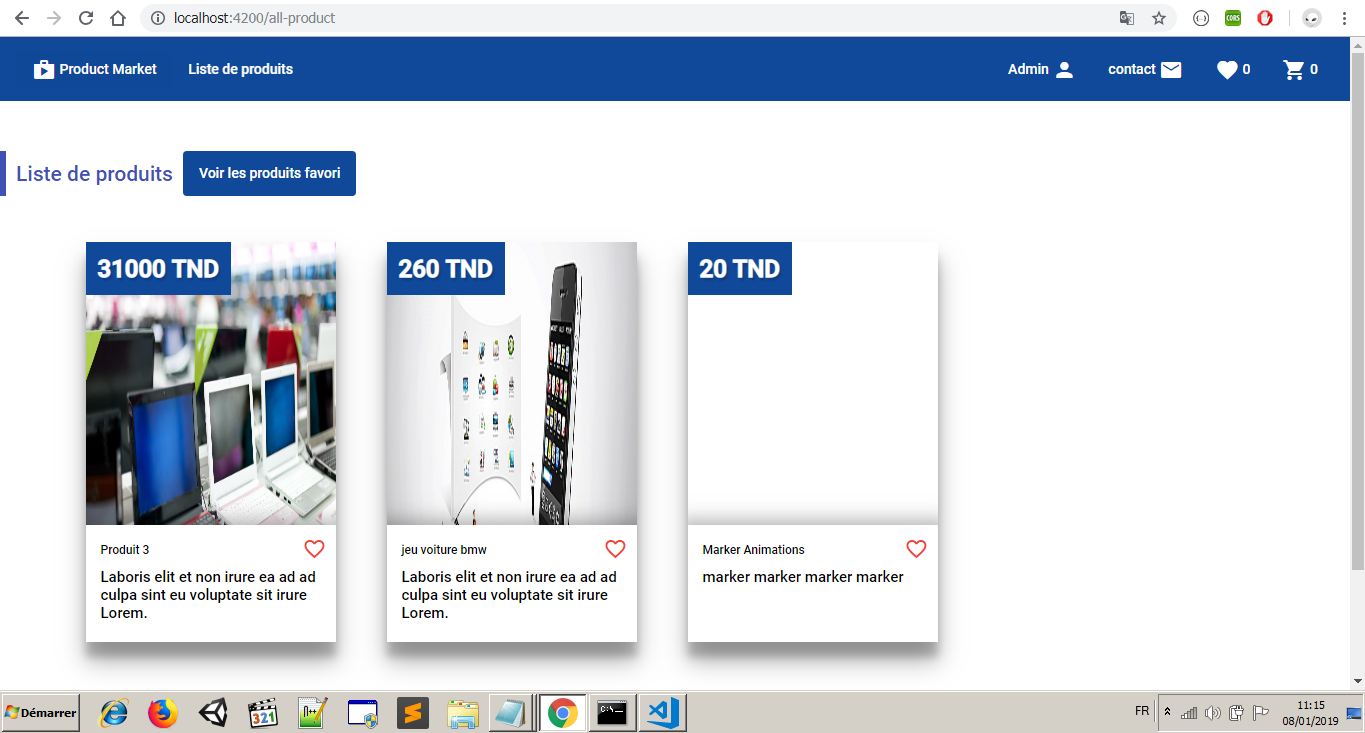 localhost:4200/all-product
CORS
Product Market
Liste de produits
Admin
contact
0
0
Liste de produits
Voir les produits favori
31000 TND
260 TND
20 TND
Produit 3
Laboris elit et non irure ea ad ad
culpa sint eu voluptate sit irure
Lorem.
jeu voiture bmw
Laboris elit et non irure ea ad ad
culpa sint eu voluptate sit irure
Lorem.
Marker Animations
marker marker marker marker
Démarrer
321
C:\_
FR
11:15
08/01/2019